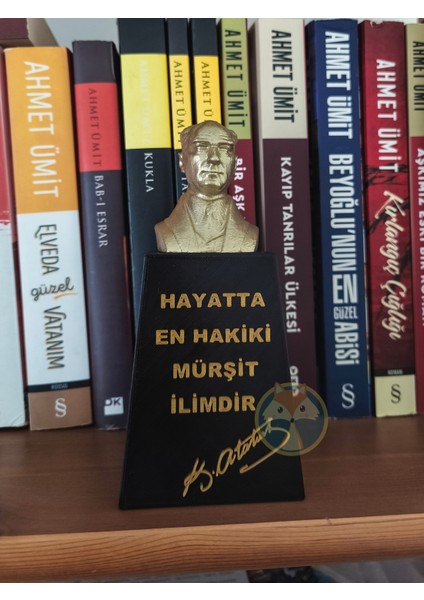 AHMET ÜMİT
ELVEDA
güzel
VATANIM
AHMET ÜMİT
BAB-I ESRAR
DK
KUKLA
AHMET ÜMİT
BİR AŞK
AHMET ÜMİT
KAYIP TANRILAR ÜLKESİ
AHMET ÜMİT
BEYOĞLU'NUN
EN
GÜZEL
ABİSİ
AHMET ÜMİT
Kırlangıç Çığlığı
HAYATTA
EN HAKİKİ
MÜRŞİT
İLİMDİR
K. Atatürk